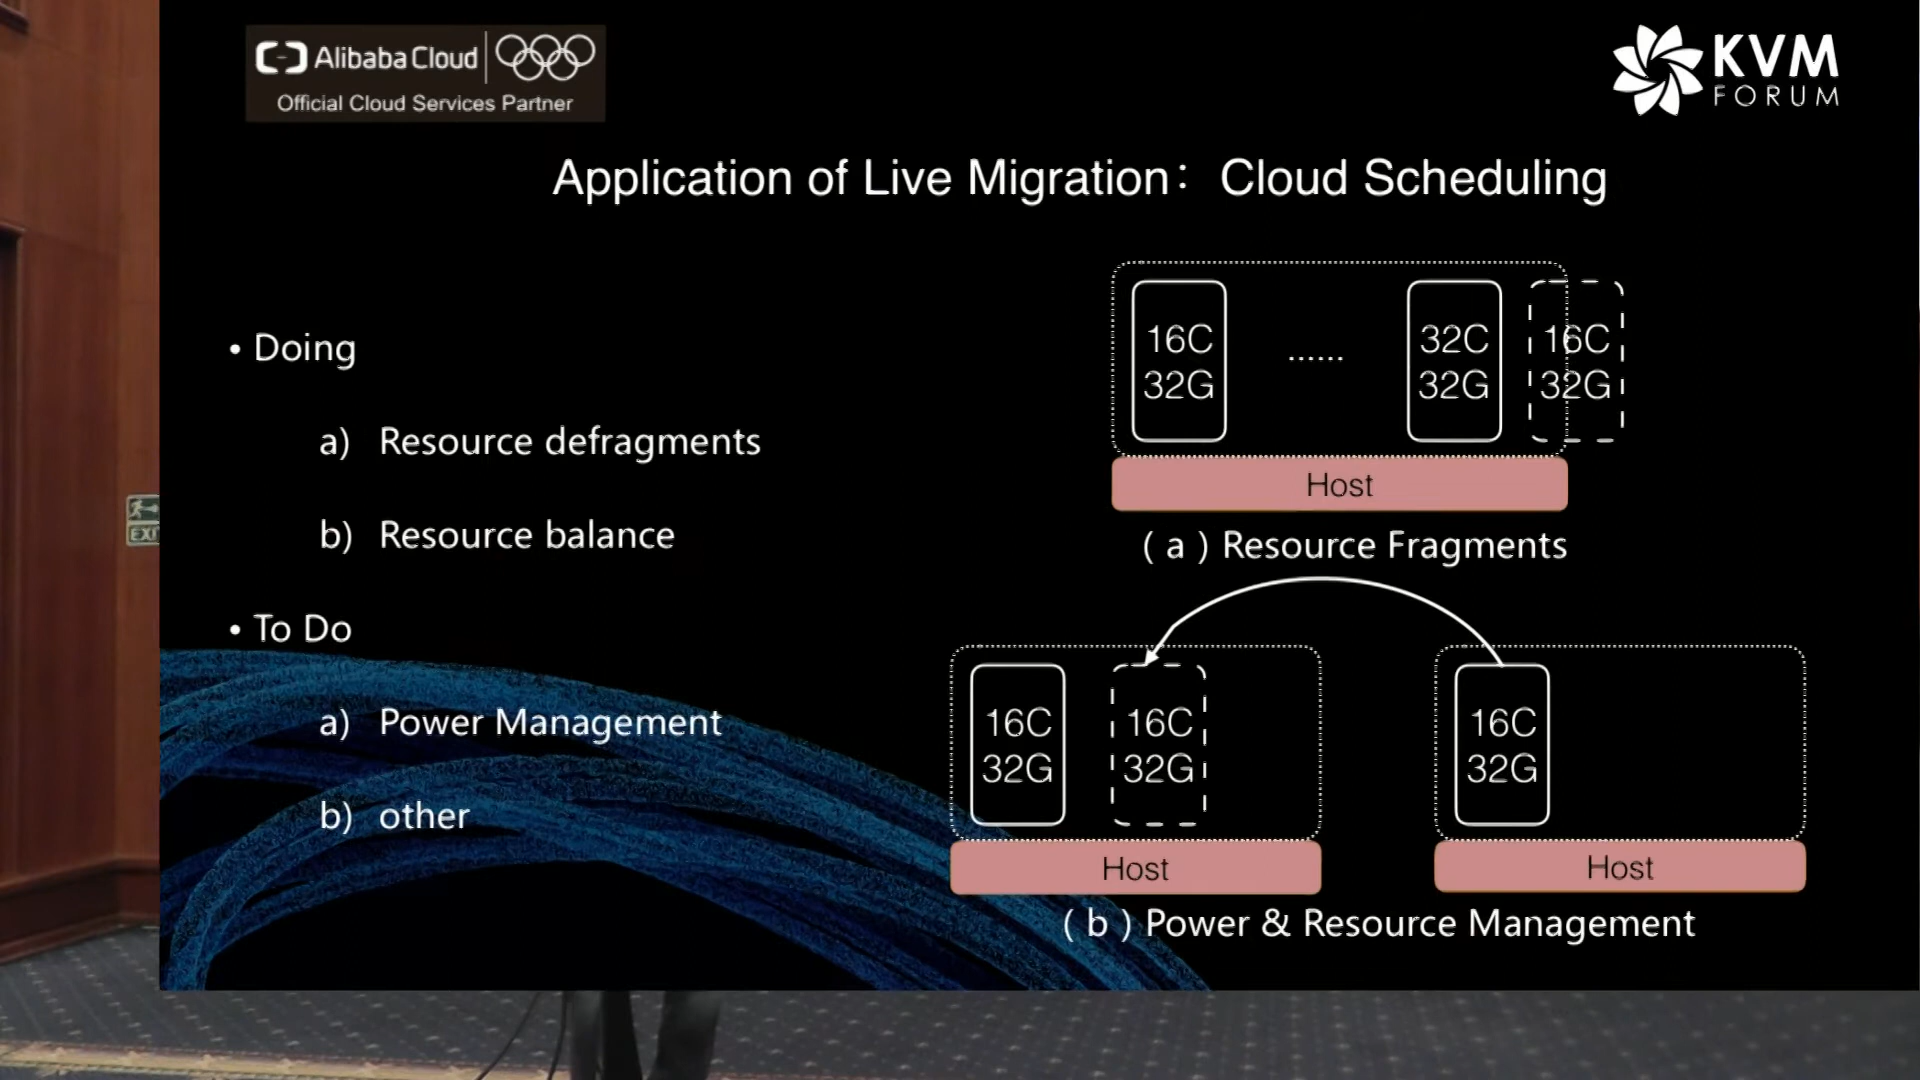 Alibaba Cloud
Official Cloud Services Partner
KVM
FORUM
Application of Live Migration： Cloud Scheduling
• Doing
a) Resource defragments
b) Resource balance
• To Do
a) Power Management
b) other
16C
32G
......
32C
32G
16C
32G
Host
( a ) Resource Fragments
16C
32G
16C
32G
Host
16C
32G
Host
( b ) Power & Resource Management
EXIT